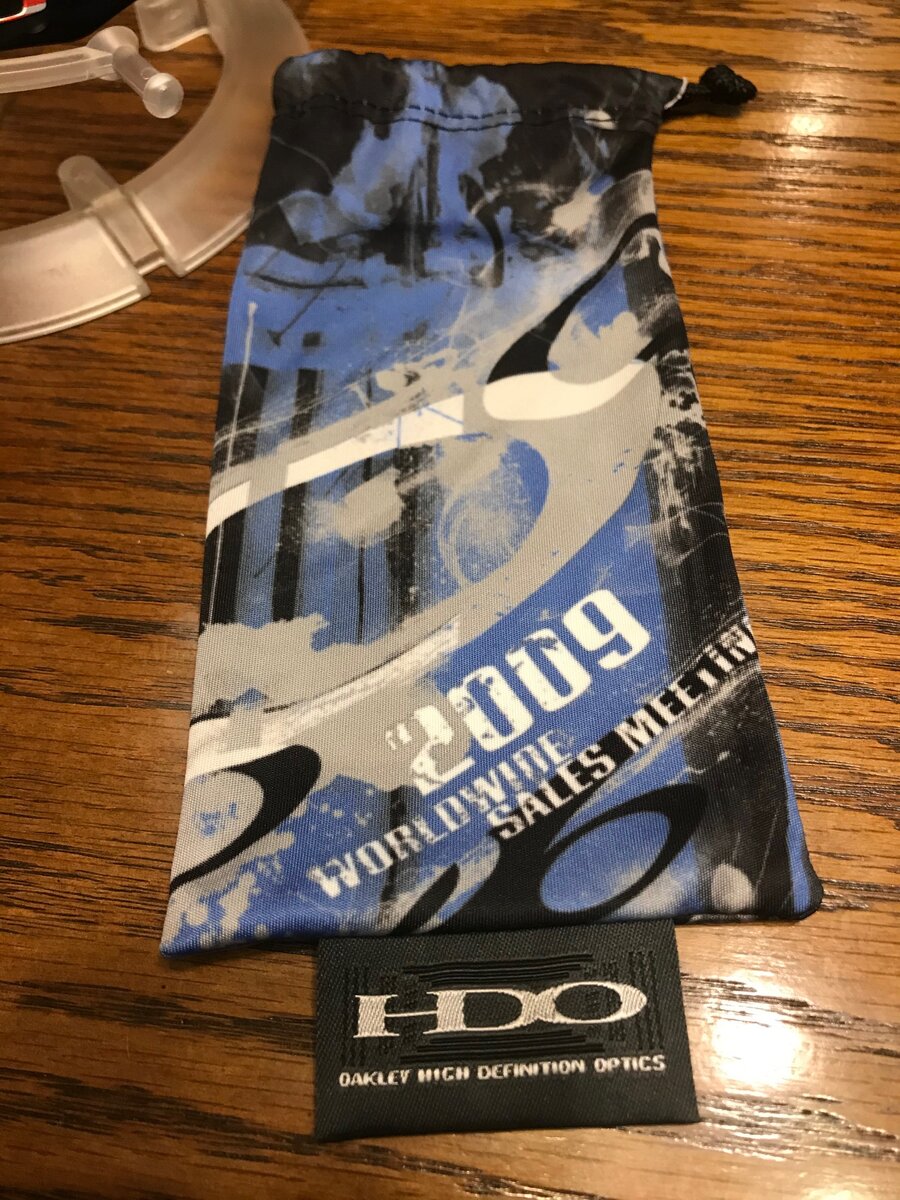 2009
WORLDWIDE
SALES MEETIN
HDO
OAKLEY HIGH DEFINITION OPTICS